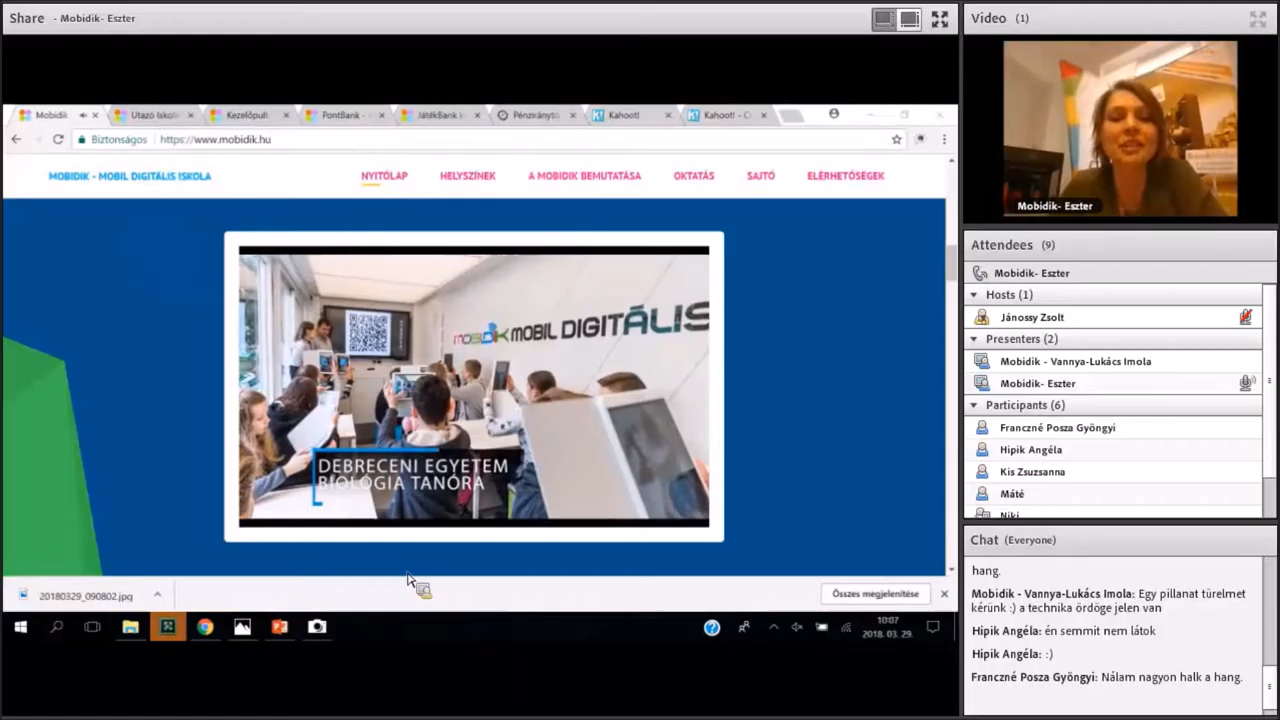 Share - Mobidik- Eszter
Mobidik
Utazó Iskola
Kezelőpult
PontBank -
JátékBank
Pénziránytű
Kahoot!
Kahoot! -
Biztonságos https://www.mobidik.hu
MOBIDIK - MOBIL DIGITÁLIS ISKOLA NYITÓLAP HELYSZÍNEK A MOBIDIK BEMUTATÁSA OKTATÁS SAJTÓ ELÉRHETŐSÉGEK
MOBIDIK MOBIL DIGITÁLIS
DEBRECENI EGYETEM
BIOLÓGIA TANÓRA
20180329_090802.jpg
Összes megjelenítése
10:07
2018. 03. 29.
Video (1)
Mobidik- Eszter
Attendees (9)
Mobidik- Eszter
Hosts (1)
Jánossy Zsolt
Presenters (2)
Mobidik - Vannya-Lukács Imola
Mobidik- Eszter
Participants (6)
Franczné Posza Gyöngyi
Hipik Angéla
Kis Zsuzsanna
Máté
Niki
Chat (Everyone)
hang.
Mobidik - Vannya-Lukács Imola: Egy pillanat türelmet
kérünk :) a technika ördöge jelen van
Hipik Angéla: én semmit nem látok
Hipik Angéla: :)
Franczné Posza Gyöngyi: Nálam nagyon halk a hang.